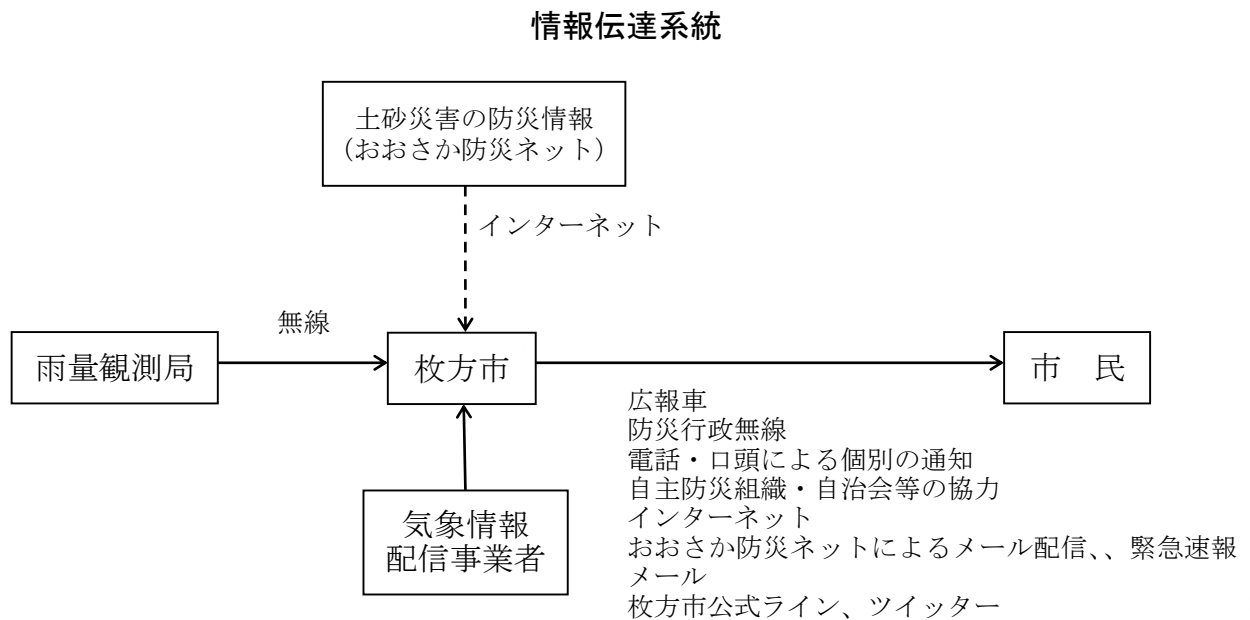 情報伝達系統
土砂災害の防災情報
（おおさか防災ネット）
インターネット
無線
雨量観測局
枚方市
市　民
広報車
防災行政無線
電話・口頭による個別の通知
自主防災組織・自治会等の協力
インターネット
おおさか防災ネットによるメール配信、、緊急速報
メール
枚方市公式ライン、ツイッター
気象情報
配信事業者